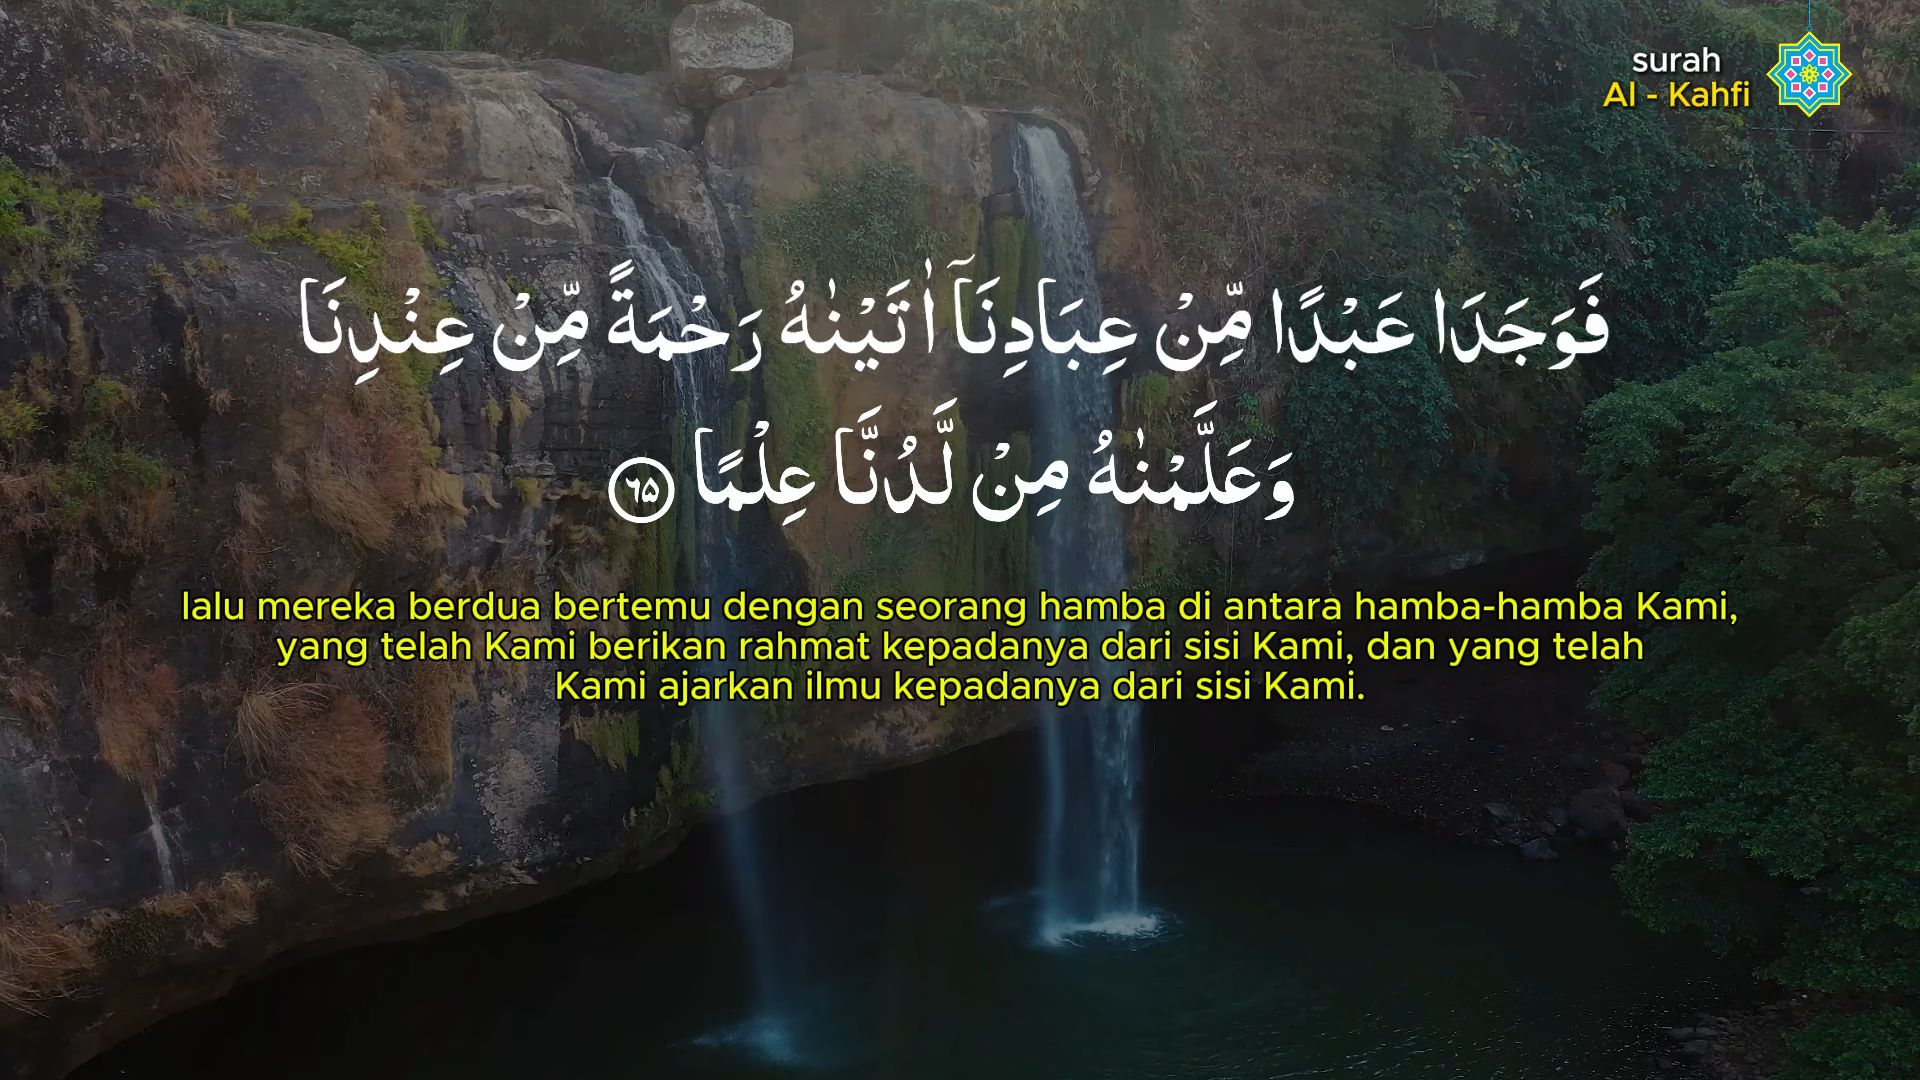 surah
Al - Kahfi
فَوَجَدَا عَبْدًا مِّنْ عِبَادِنَآ اٰتَيْنٰهُ رَحْمَةً مِّنْ عِنْدِنَا
وَعَلَّمْنٰهُ مِنْ لَّدُنَّا عِلْمًا ۶۵
lalu mereka berdua bertemu dengan seorang hamba di antara hamba-hamba Kami,
yang telah Kami berikan rahmat kepadanya dari sisi Kami, dan yang telah
Kami ajarkan ilmu kepadanya dari sisi Kami.